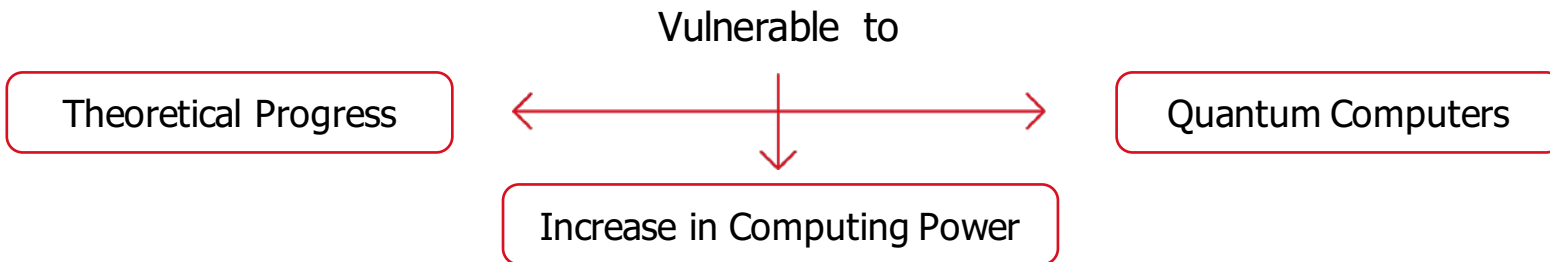 Vulnerable to
Theoretical Progress
Quantum Computers
Increase in Computing Power